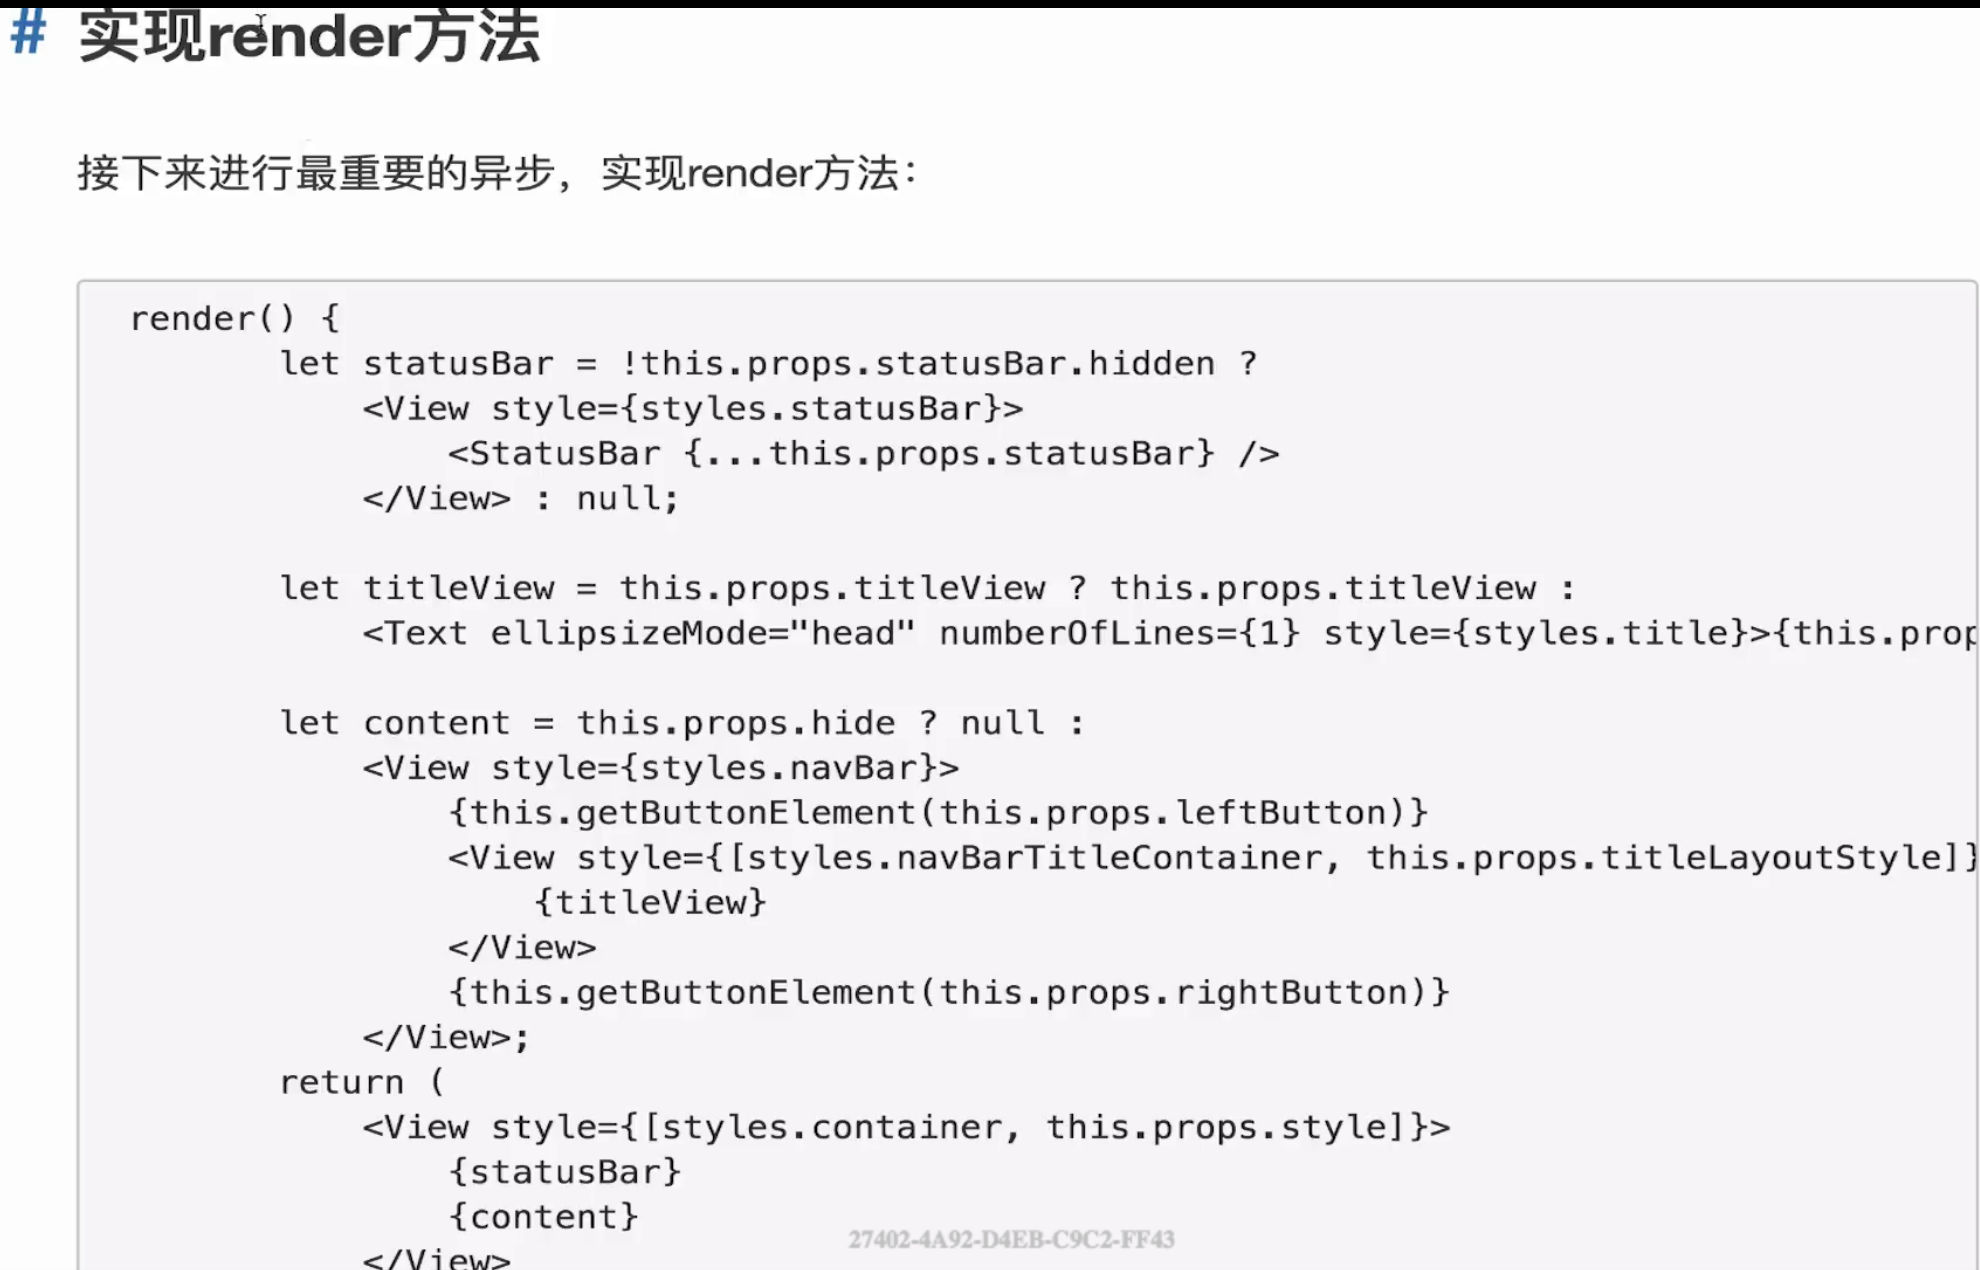 # 实现render方法
接下来进行最重要的异步，实现render方法：
render() {
let statusBar = !this.props.statusBar.hidden ?
<View style={styles.statusBar}>
<StatusBar {...this.props.statusBar} />
</View> : null;
let titleView = this.props.titleView ? this.props.titleView :
<Text ellipsizeMode="head" numberOfLines={1} style={styles.title}>{this.prop
let content = this.props.hide ? null :
<View style={styles.navBar}>
{this.getButtonElement(this.props.leftButton)}
<View style={[styles.navBarTitleContainer, this.props.titleLayoutStyle]}
{titleView}
</View>
{this.getButtonElement(this.props.rightButton)}
</View>;
return (
<View style={[styles.container, this.props.style]}>
{statusBar}
{content}
</View>
27402-4A92-D4EB-C9C2-FF43